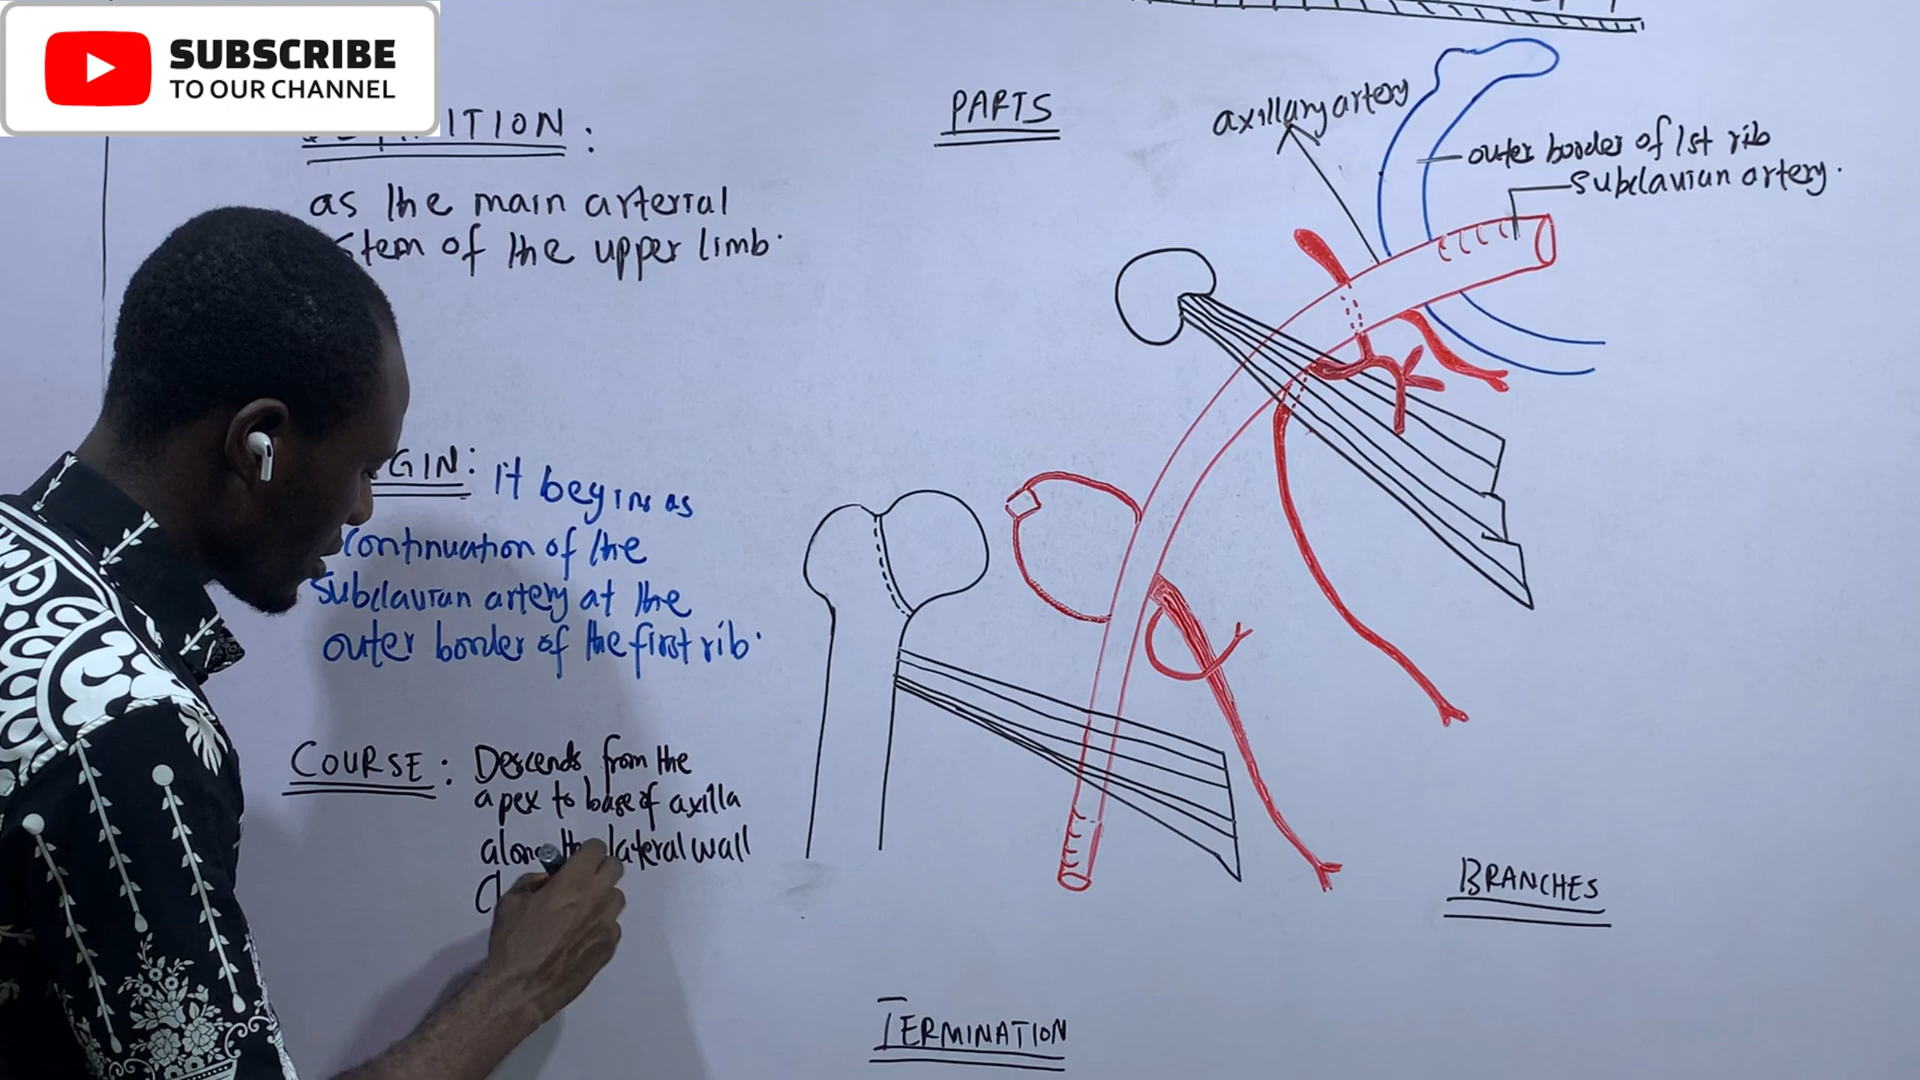 SUBSCRIBE
TO OUR CHANNEL
ITION:
as the main arterial
stem of the upper limb.
GIN: it begins as
continuation of the
subclavian artery at the
outer border of the first rib.
COURSE: Descends from the
apex to base of axilla
along the lateral wall
PARTS
axillary artery
outer border of 1st rib
subclavian artery.
BRANCHES
TERMINATION